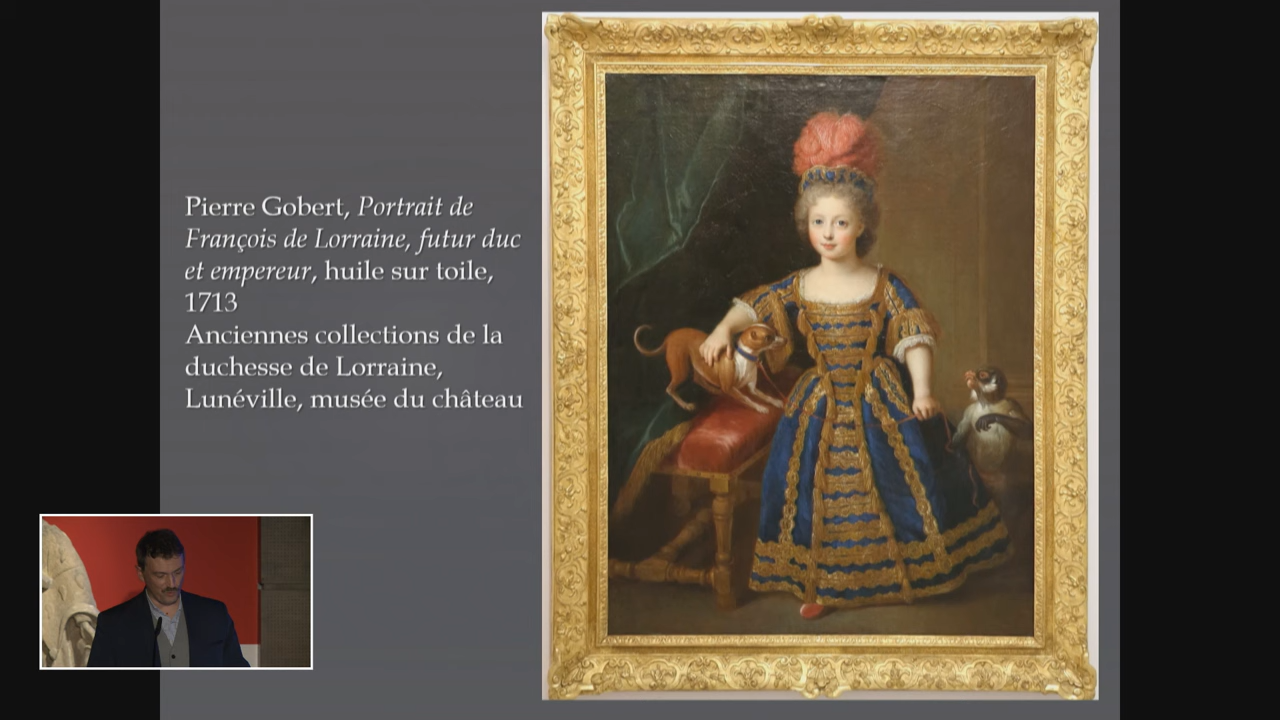 Pierre Gobert, Portrait de
François de Lorraine, futur duc
et empereur, huile sur toile,
1713
Anciennes collections de la
duchesse de Lorraine,
Lunéville, musée du château